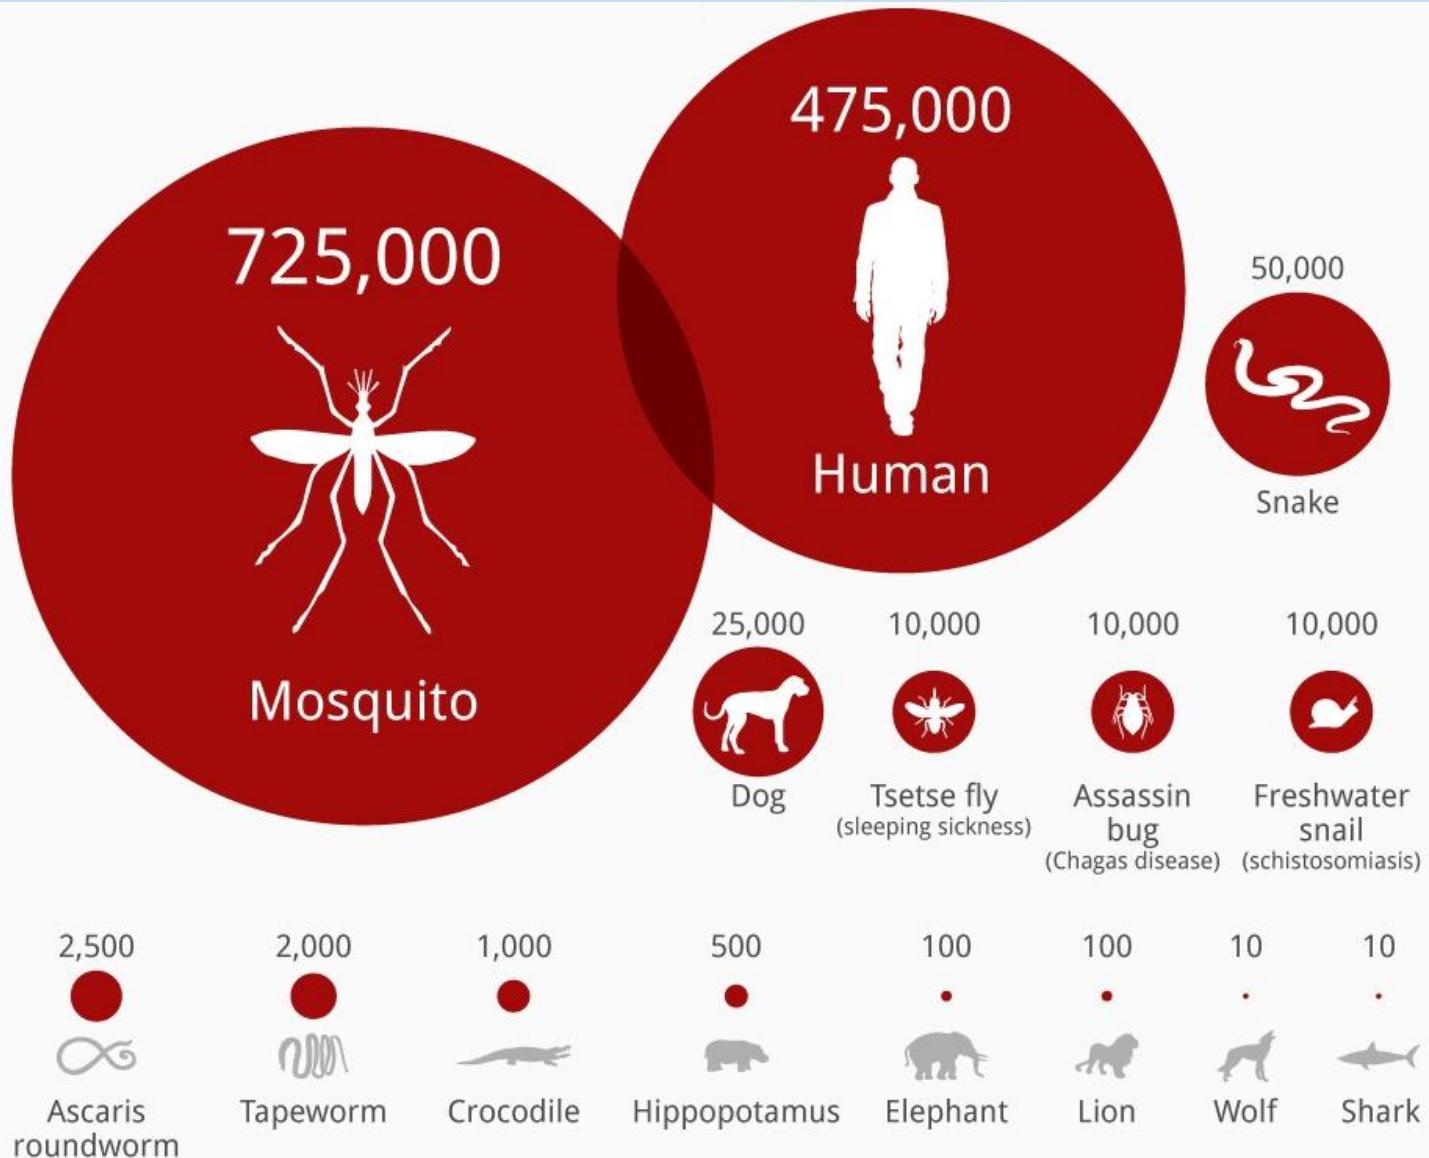 475,000
725,000
Human
Mosquito
50,000
Snake
25,000
Dog
10,000
Tsetse fly
(sleeping sickness)
10,000
Assassin
bug
(Chagas disease)
10,000
Freshwater
snail
(schistosomiasis)
2,500
Ascaris
roundworm
2,000
Tapeworm
1,000
Crocodile
500
Hippopotamus
100
Elephant
100
Lion
10
Wolf
10
Shark